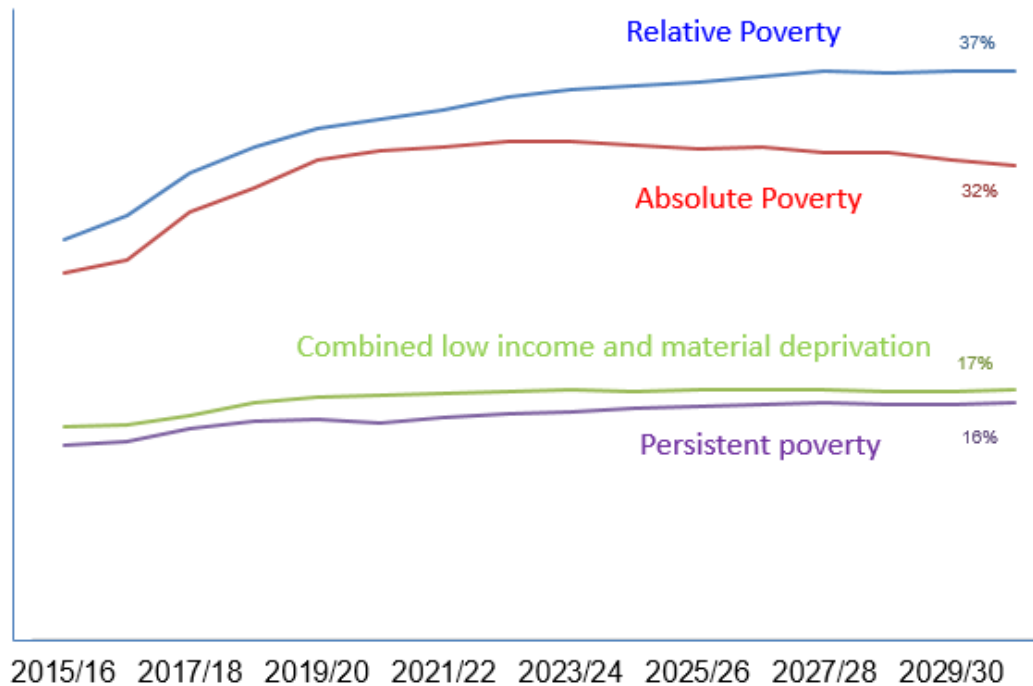 Relative Poverty
37%
Absolute Poverty
32%
Combined low income and material deprivation
17%
Persistent poverty
16%
2015/16 2017/18 2019/20 2021/22 2023/24 2025/26 2027/28 2029/30